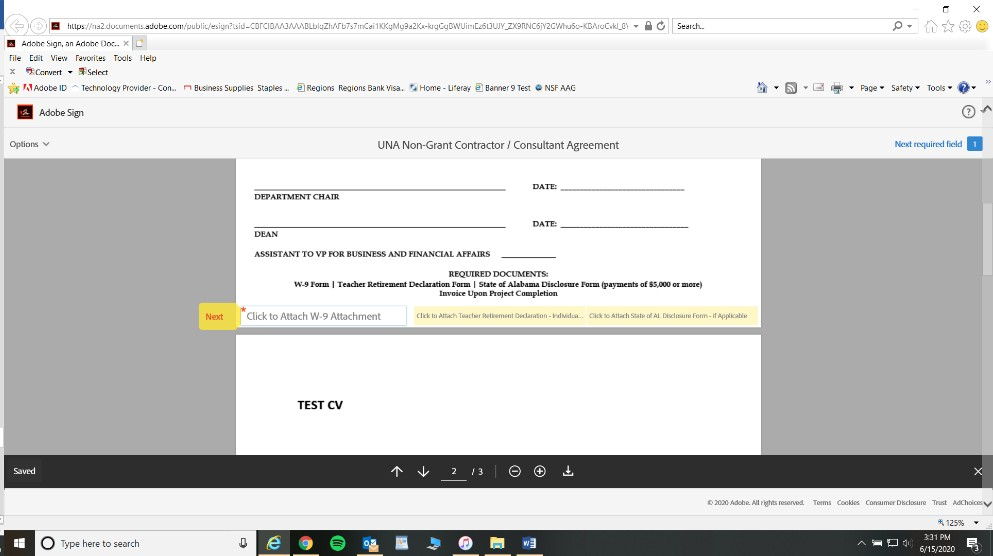 Search...
Adobe Sign, an Adobe Doc... ×
File Edit View Favorites Tools Help
x Convert Select
Adobe ID Technology Provider - Con... Business Supplies Staples ... Regions Regions Bank Visa... Home - Liferay Banner 9 Test NSF AAG
Page Safety Tools
Adobe Sign
Options
UNA Non-Grant Contractor / Consultant Agreement
Next required field 1
DATE:
DEPARTMENT CHAIR
DATE:
DEAN
ASSISTANT TO VP FOR BUSINESS AND FINANCIAL AFFAIRS
REQUIRED DOCUMENTS:
W-9 Form | Teacher Retirement Declaration Form | State of Alabama Disclosure Form (payments of $5,000 or more)
Invoice Upon Project Completion
Next * Click to Attach W-9 Attachment Click to Attach Teacher Retirement Declaration - Individua... Click to Attach State of AL Disclosure Form - if Applicable
TEST CV
Saved
2 / 3
© 2020 Adobe. All rights reserved. Terms Cookies Consumer Disclosure Trust AdChoices
125%
Type here to search
3:31 PM
6/15/2020
3